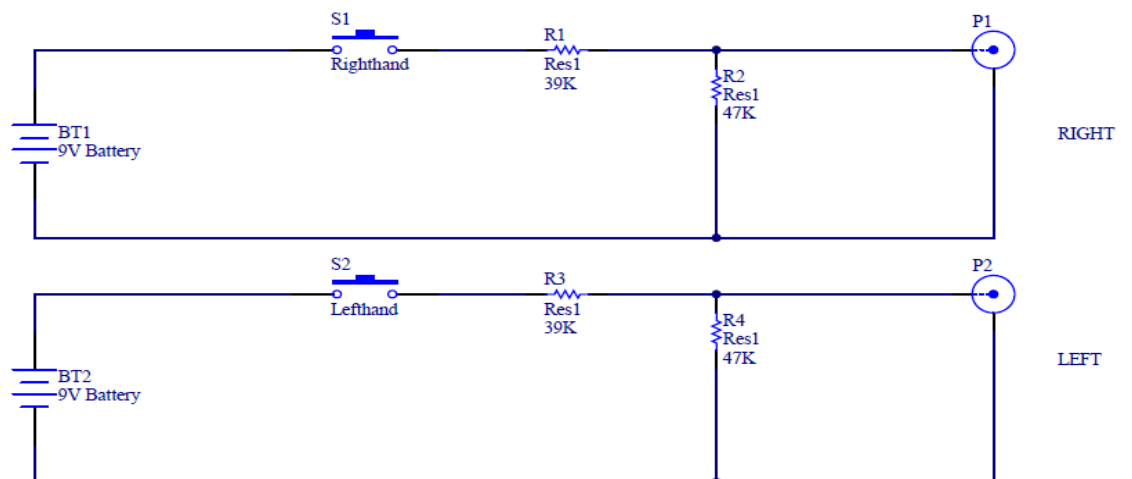 S1
Righthand
R1
Res1
39K
P1
R2
Res1
47K
BT1
9V Battery
RIGHT
S2
Lefthand
R3
Res1
39K
P2
R4
Res1
47K
BT2
9V Battery
LEFT